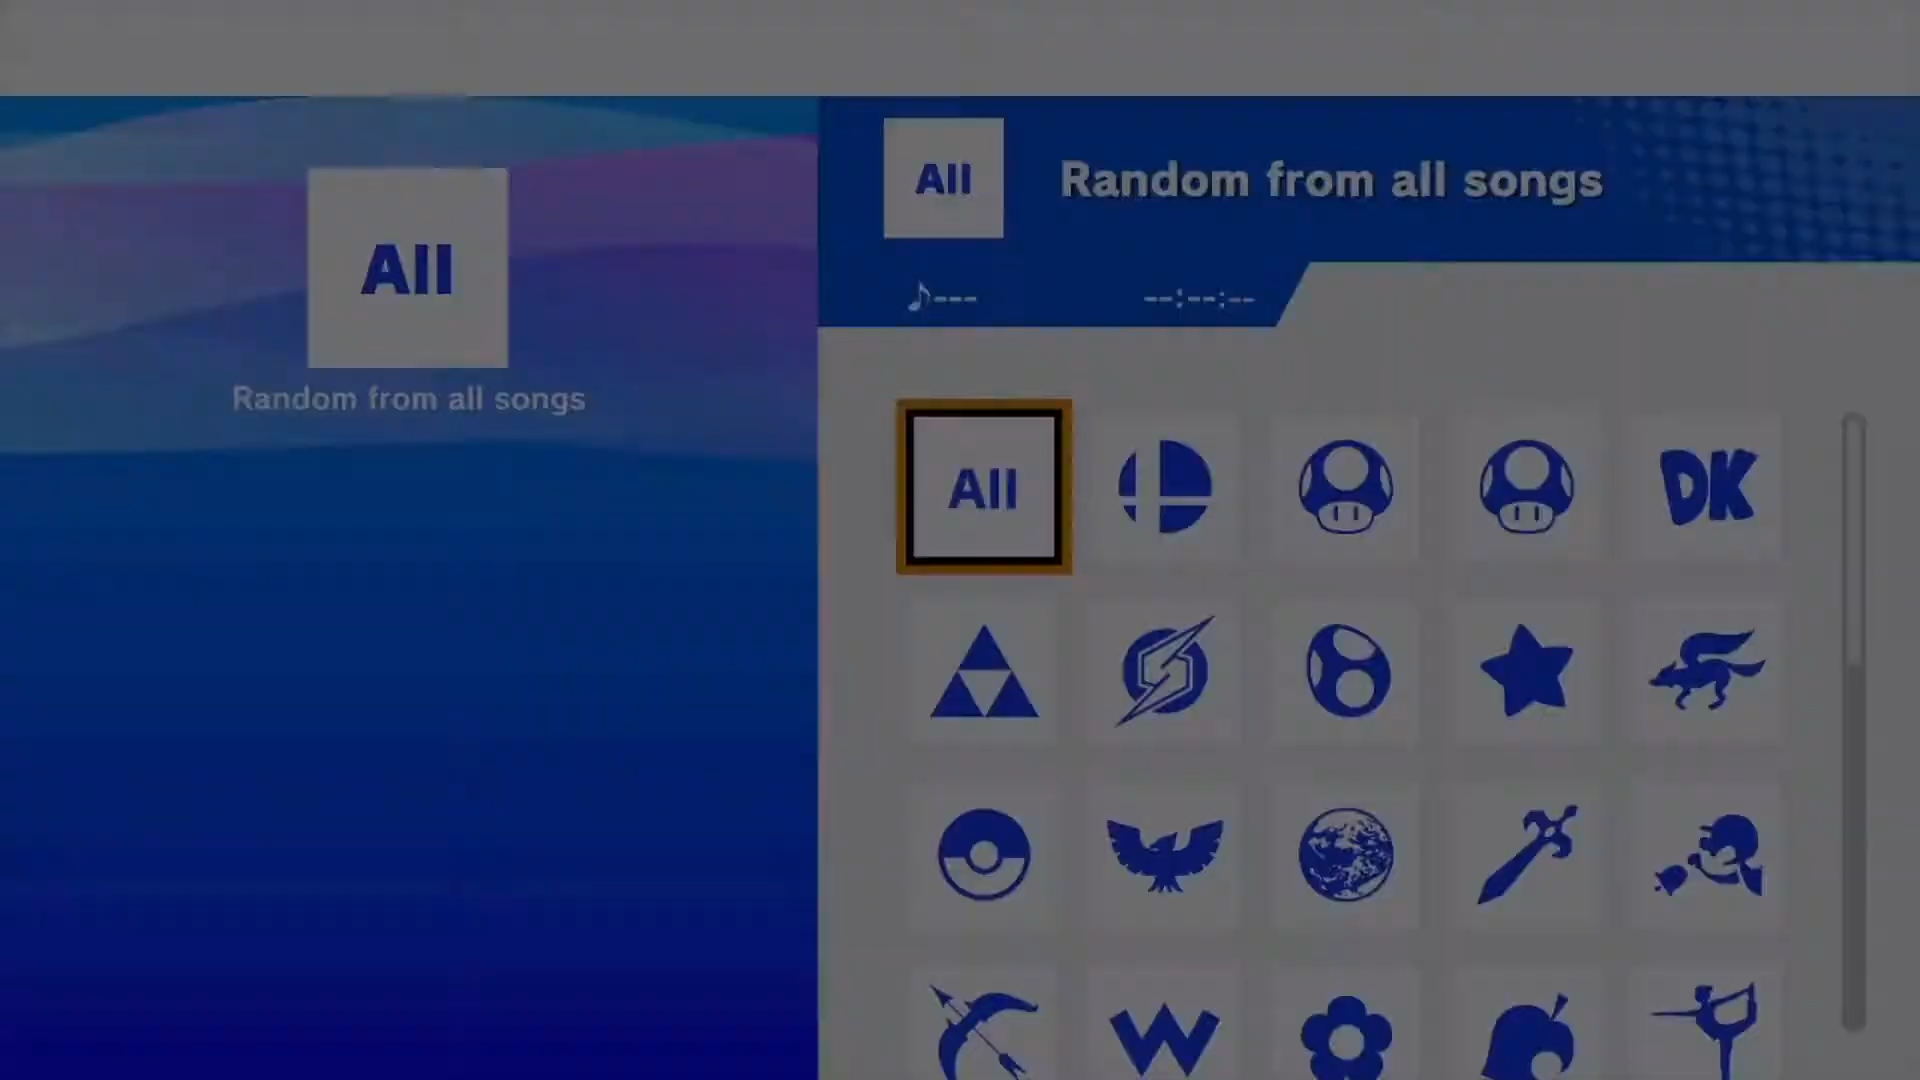 All
Random from all songs
All
Random from all songs
♪---
--:--:--
All
DK